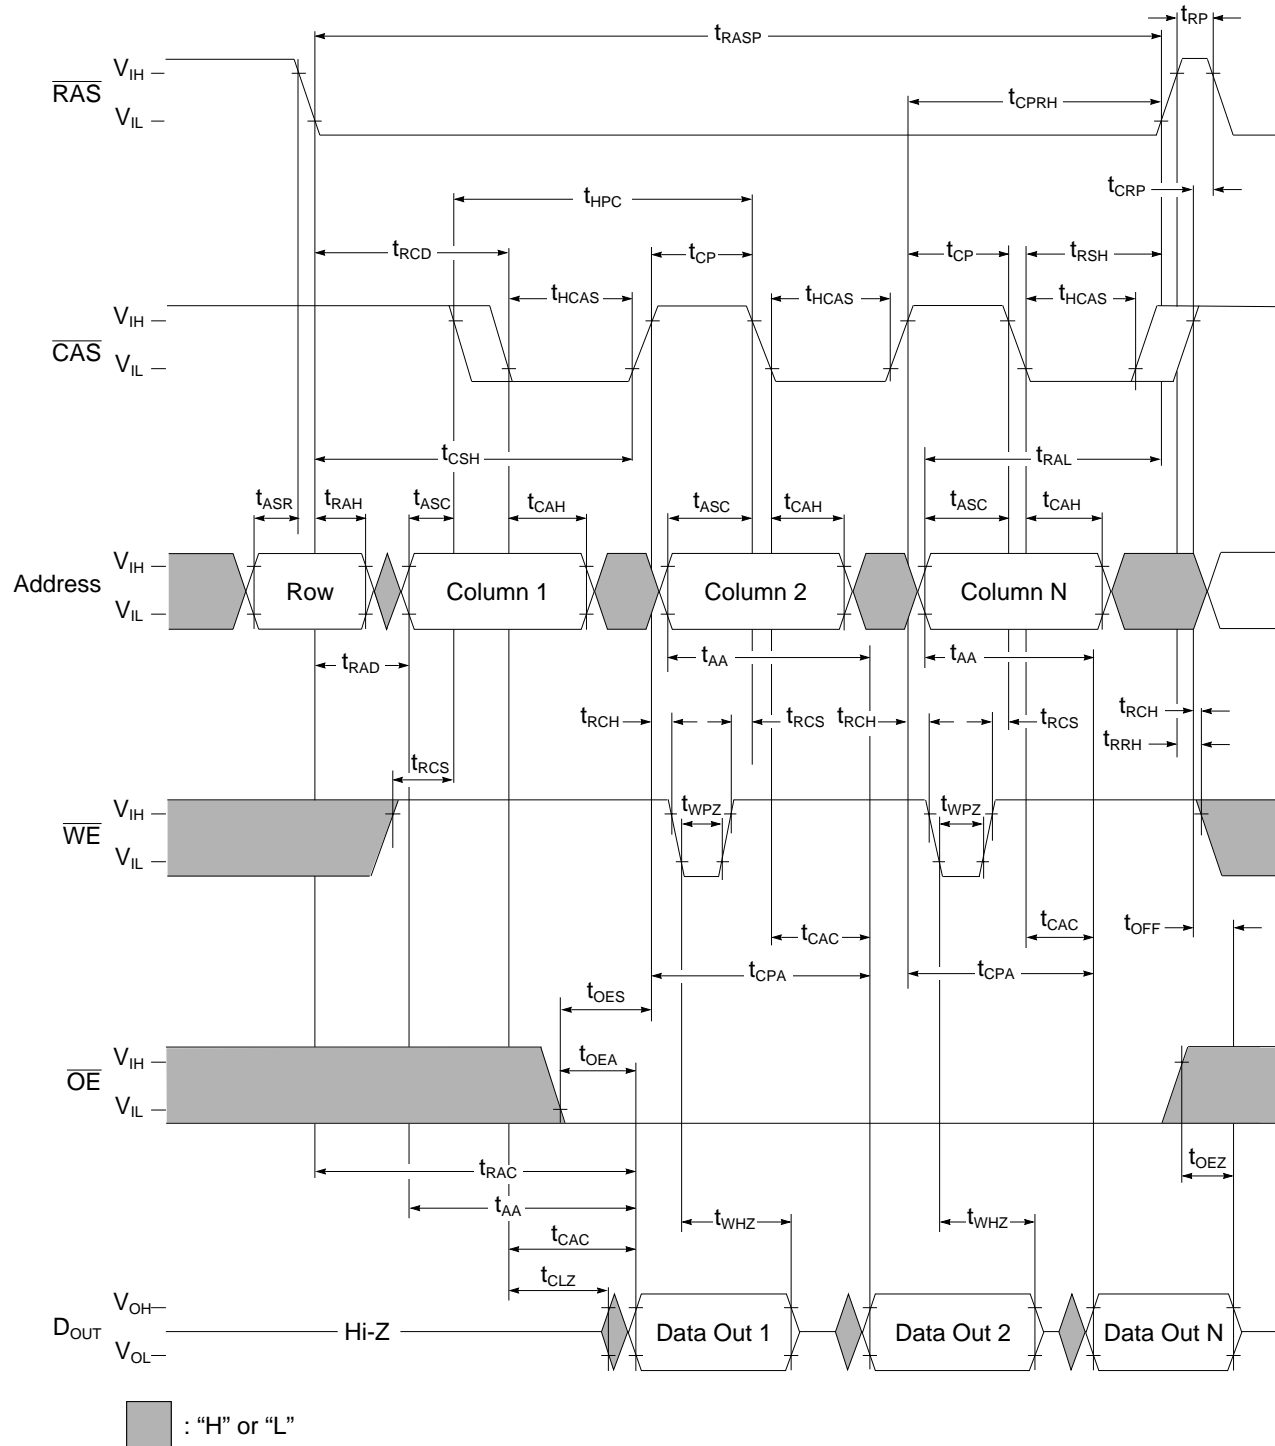 tRP
tRASP
RAS
VIH
VIL
tCPRH
tCRP
tHPC
tRCD
tCP
tCP
tRSH
tHCAS
tHCAS
tHCAS
CAS
VIH
VIL
tCSH
tRAL
tASR
tRAH
tASC
tCAH
tASC
tCAH
tASC
tCAH
Address
VIH
VIL
Row
Column 1
Column 2
Column N
tRAD
tAA
tAA
tRCH
tRCS
tRCH
tRCS
tRCH
tRRH
tRCS
WE
VIH
VIL
tWPZ
tWPZ
tCAC
tCAC
tOFF
tCPA
tCPA
tOES
OE
VIH
VIL
tOEA
tRAC
tOEZ
tAA
tWHZ
tWHZ
tCAC
tCLZ
DOUT
VOH
VOL
Hi-Z
Data Out 1
Data Out 2
Data Out N
: “H” or “L”